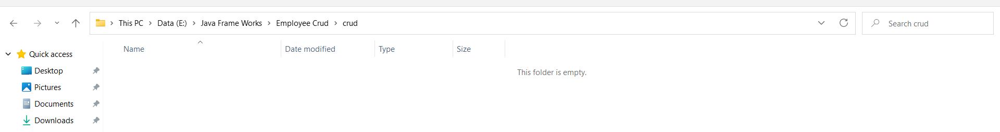 This PC > Data (E:) > Java Frame Works > Employee Crud > crud
Search crud
Quick access
Desktop
Pictures
Documents
Downloads
Name Date modified Type Size
This folder is empty.